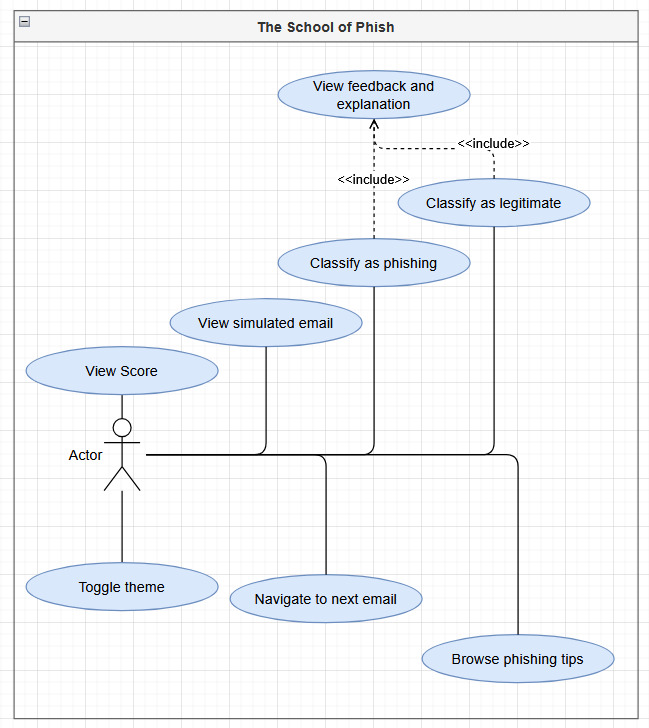 The School of Phish
View feedback and
explanation
<<include>>
<<include>>
Classify as legitimate
Classify as phishing
View simulated email
View Score
Actor
Toggle theme
Navigate to next email
Browse phishing tips